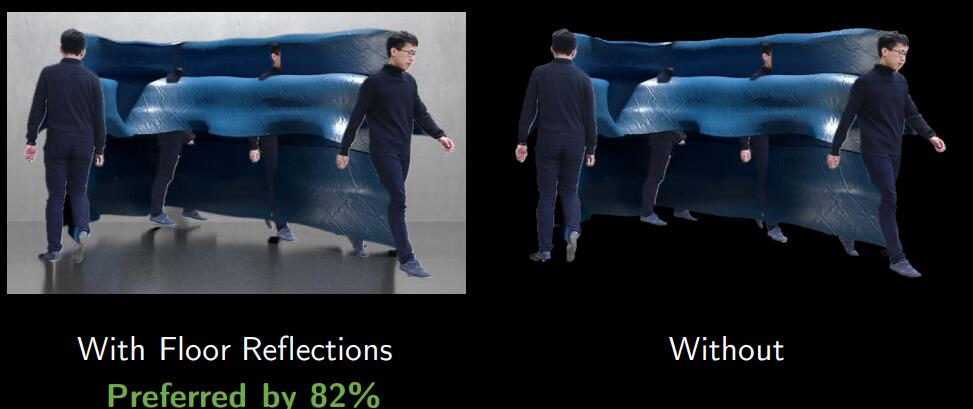 With Floor Reflections
Without
Preferred by 82%